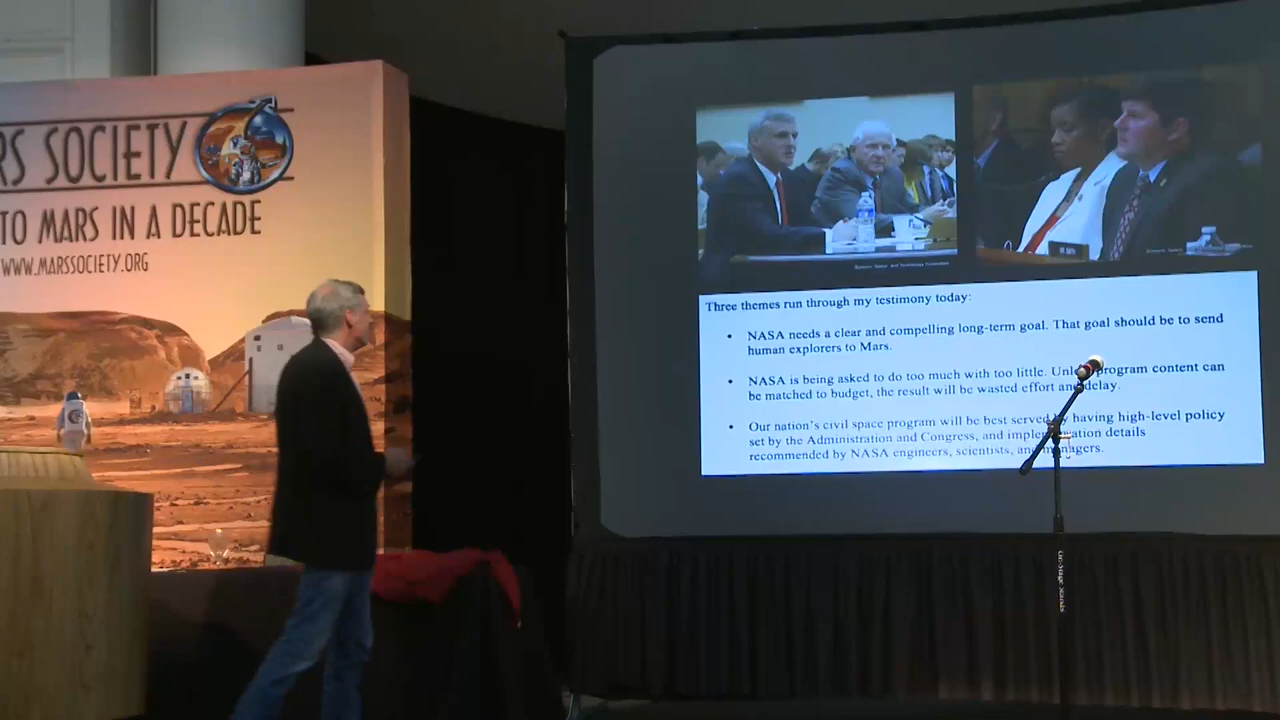 RS SOCIETY
TO MARS IN A DECADE
WWW.MARSSOCIETY.ORG
Three themes run through my testimony today:
• NASA needs a clear and compelling long-term goal. That goal should be to send
human explorers to Mars.
• NASA is being asked to do too much with too little. program content can
be matched to budget, the result will be wasted effort and delay.
• Our nation's civil space program will be best served by having high-level policy
set by the Administration and Congress, and implementation details
recommended by NASA engineers, scientists, and managers.
On-Stage Stands